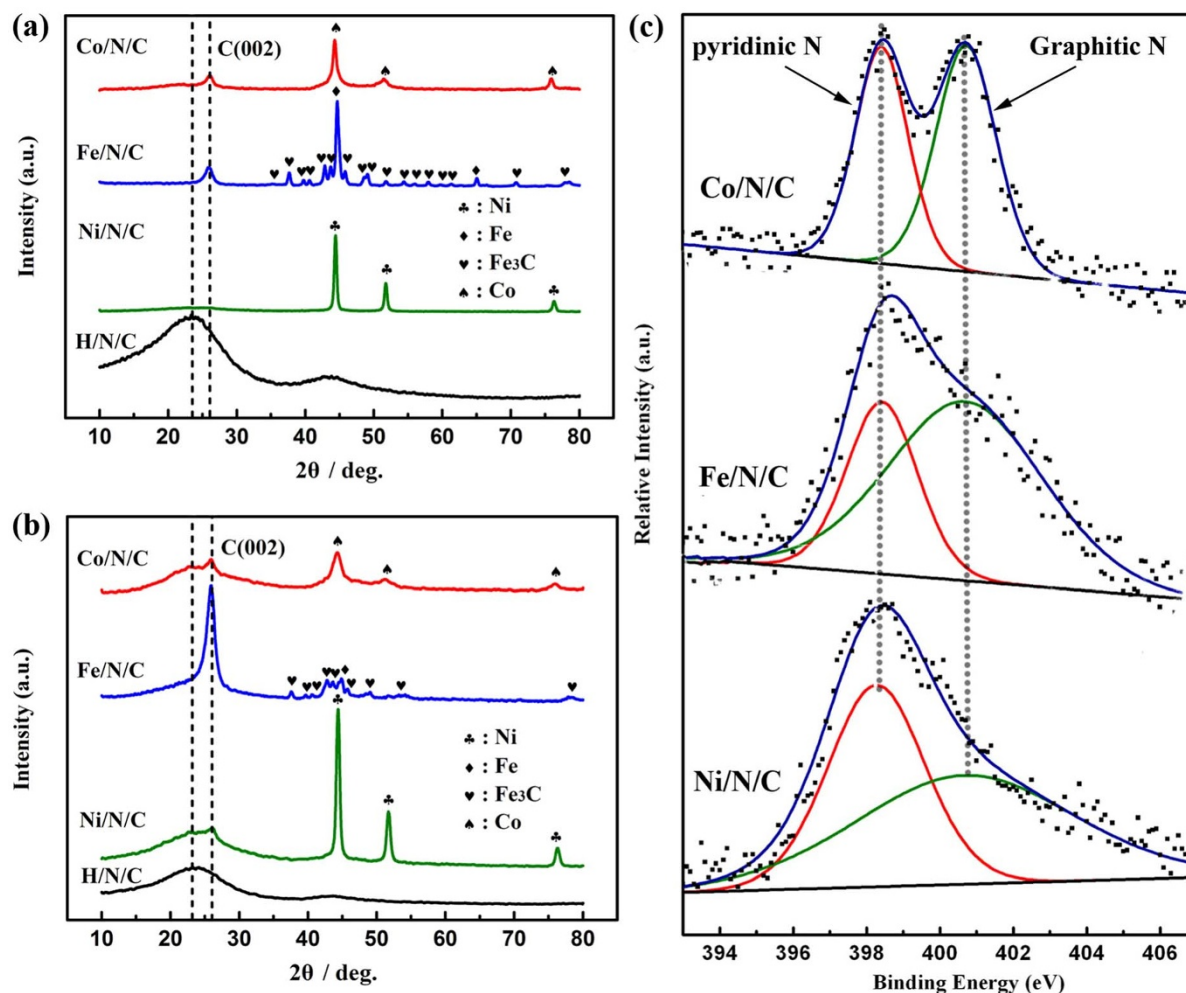 (a)
Co/N/C
C(002)
♠
♠
♠
Fe/N/C
♦
♥ ♥ ♥♥ ♥♥ ♥ ♥♥ ♥ ♥ ♥ ♥♥ ♦ ♥ ♥
Ni/N/C
♣
♣
♣
♣ : Ni
♦ : Fe
♥ : Fe₃C
♠ : Co
H/N/C
Intensity (a.u.)
10 20 30 40 50 60 70 80
2θ / deg.
(b)
Co/N/C
C(002)
♠
♠
♠
Fe/N/C
♥ ♥♥ ♥♥ ♦ ♥ ♥ ♥ ♥
Ni/N/C
♣
♣
♣
♣ : Ni
♦ : Fe
♥ : Fe₃C
♠ : Co
H/N/C
Intensity (a.u.)
10 20 30 40 50 60 70 80
2θ / deg.
(c)
pyridinic N
Graphitic N
Co/N/C
Fe/N/C
Ni/N/C
Relative Intensity (a.u.)
394 396 398 400 402 404 406
Binding Energy (eV)